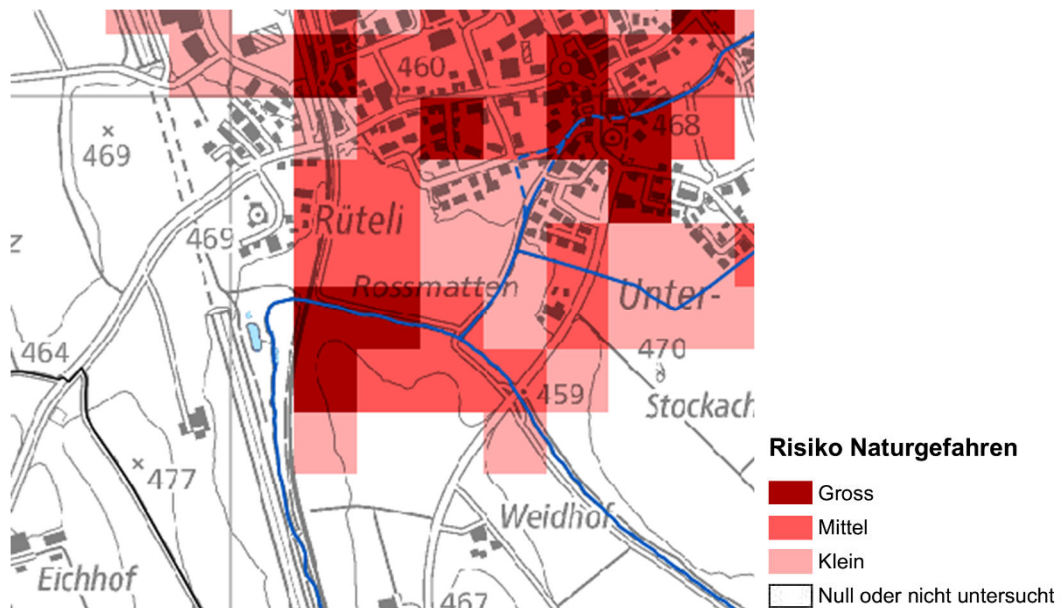 460
468
469
Rüteli
469
z
Rossmatten
Unter-
464
470
459
Stockach
477
Weidhof
Eichhof
467
Risiko Naturgefahren
Gross
Mittel
Klein
Null oder nicht untersucht